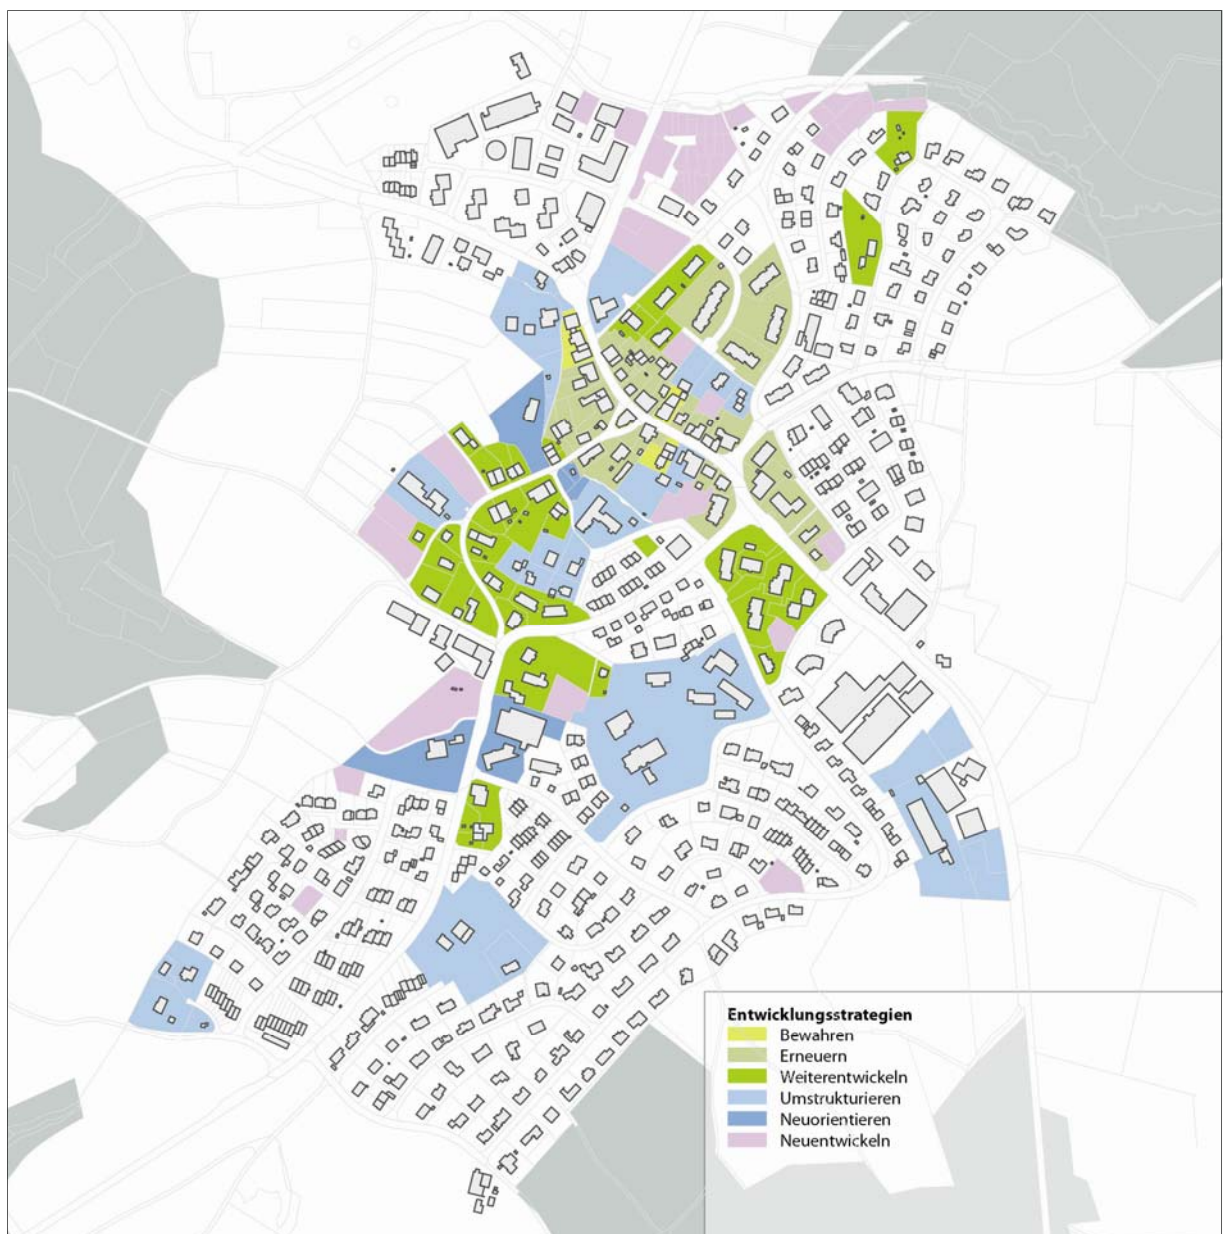 Entwicklungsstrategien
Bewahren
Erneuern
Weiterentwickeln
Umstrukturieren
Neuorientieren
Neuentwickeln